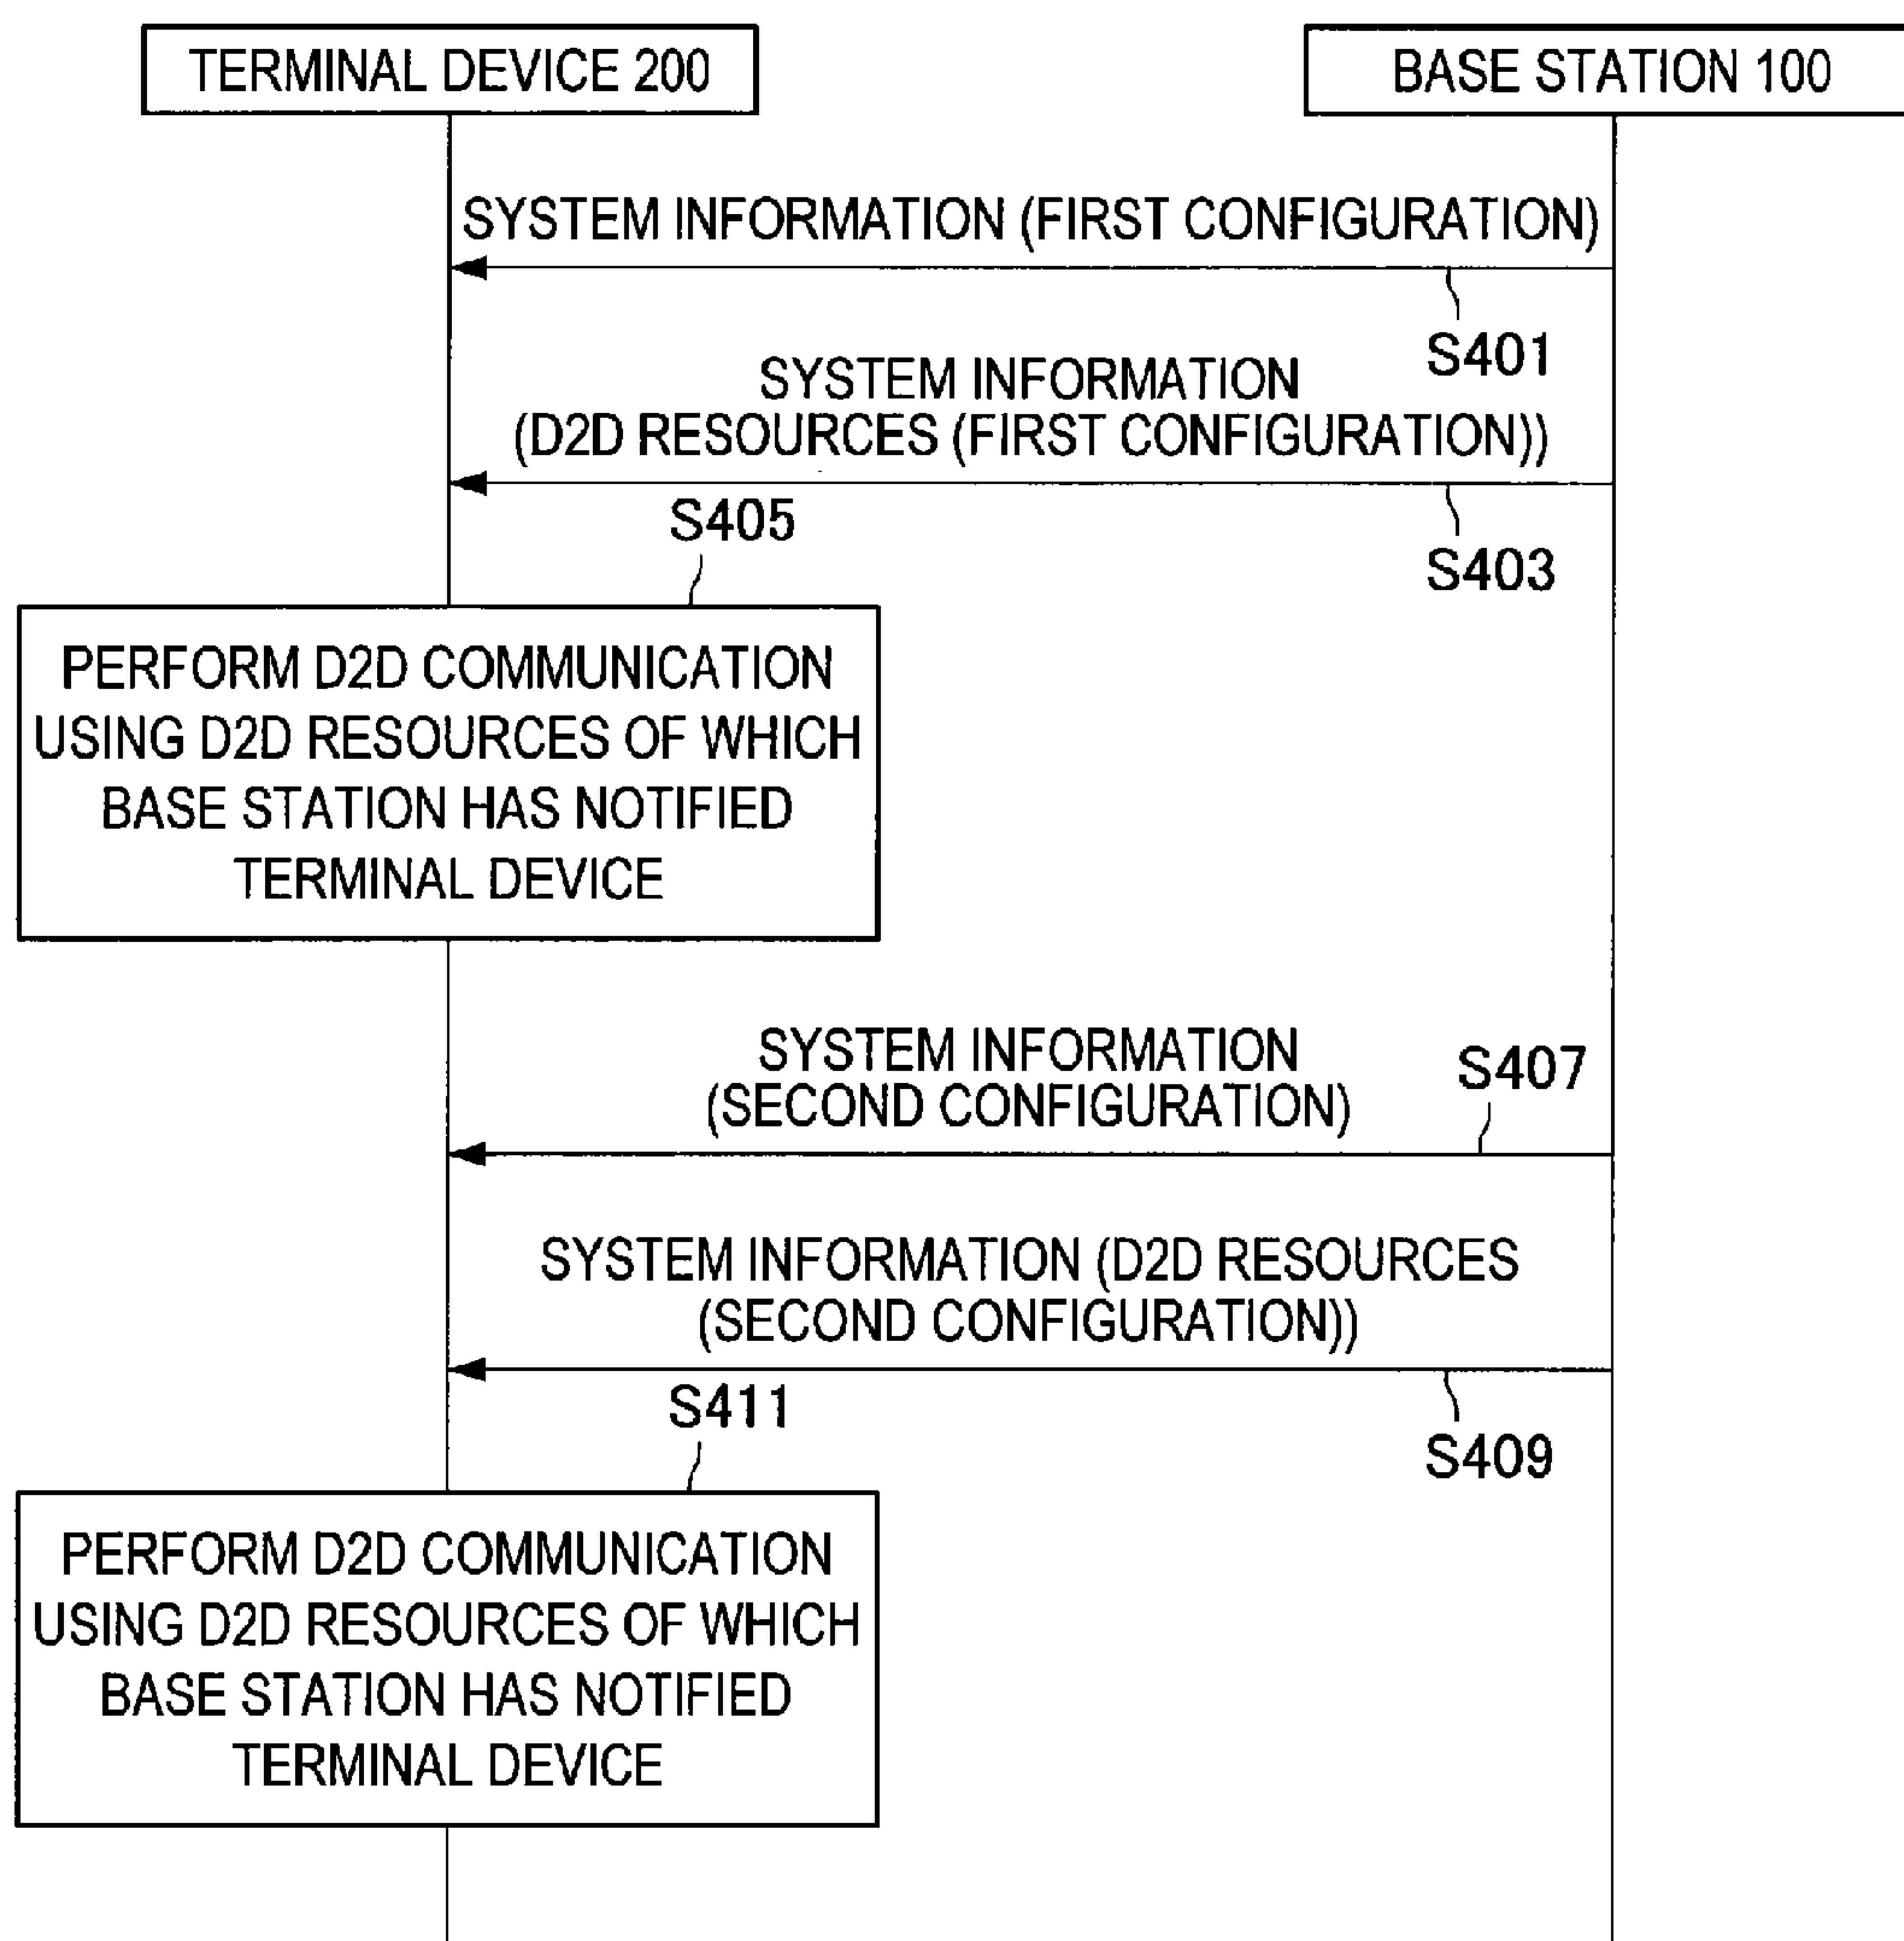 TERMINAL DEVICE 200
BASE STATION 100
SYSTEM INFORMATION (FIRST CONFIGURATION)
S401
SYSTEM INFORMATION
(D2D RESOURCES (FIRST CONFIGURATION))
S403
S405
PERFORM D2D COMMUNICATION
USING D2D RESOURCES OF WHICH
BASE STATION HAS NOTIFIED
TERMINAL DEVICE
SYSTEM INFORMATION
(SECOND CONFIGURATION)
S407
SYSTEM INFORMATION (D2D RESOURCES
(SECOND CONFIGURATION))
S409
S411
PERFORM D2D COMMUNICATION
USING D2D RESOURCES OF WHICH
BASE STATION HAS NOTIFIED
TERMINAL DEVICE